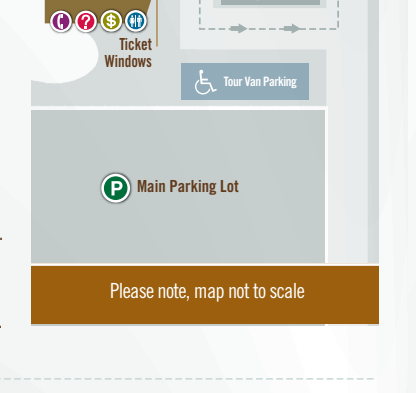 ? $
Ticket
Windows
Tour Van Parking
P Main Parking Lot
Please note, map not to scale